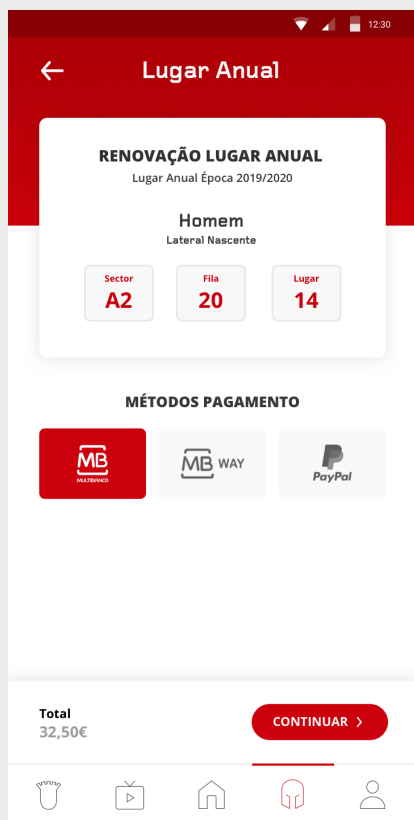 12:30
Lugar Anual
RENOVAÇÃO LUGAR ANUAL
Lugar Anual Época 2019/2020
Homem
Lateral Nascente
Sector Fila Lugar
A2 20 14
MÉTODOS PAGAMENTO
MB MB WAY PayPal
MULTIBANCO
Total
32,50€
CONTINUAR